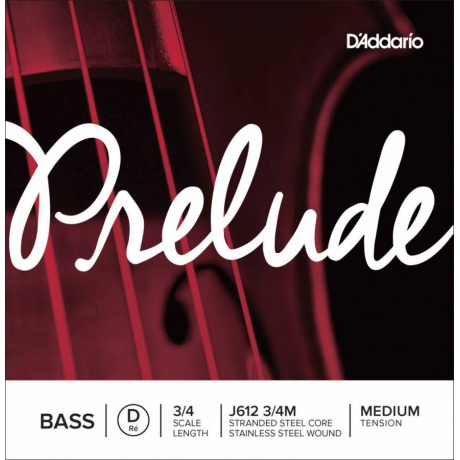 D'Addario
Prelude
BASS
D
Ré
3/4
SCALE
LENGTH
J612 3/4M
STRANDED STEEL CORE
STAINLESS STEEL WOUND
MEDIUM
TENSION